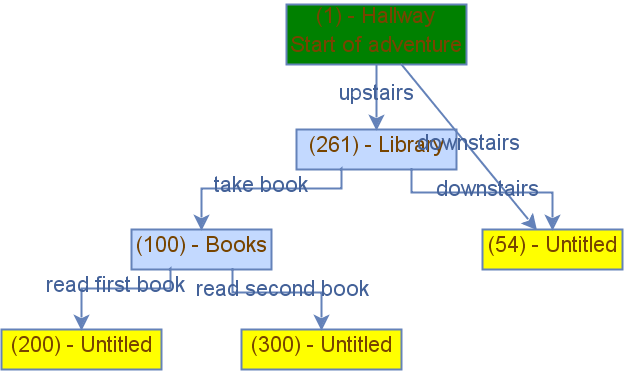 (1) - Hallway
Start of adventure
upstairs
downstairs
(261) - Library
take book
downstairs
(100) - Books
(54) - Untitled
read first book
read second book
(200) - Untitled
(300) - Untitled